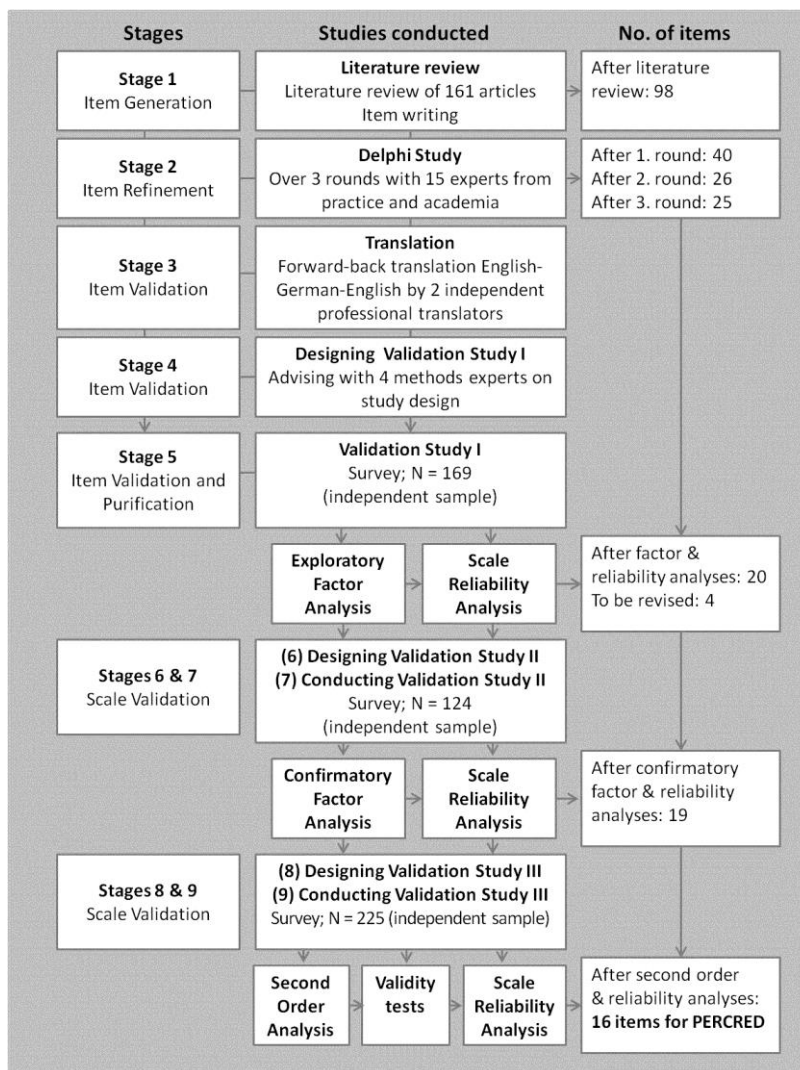 Stages
Studies conducted
No. of items
Stage 1
Item Generation
Literature review
Literature review of 161 articles
Item writing
After literature
review: 98
Stage 2
Item Refinement
Delphi Study
Over 3 rounds with 15 experts from
practice and academia
After 1. round: 40
After 2. round: 26
After 3. round: 25
Stage 3
Item Validation
Translation
Forward-back translation English-
German-English by 2 independent
professional translators
Stage 4
Item Validation
Designing Validation Study I
Advising with 4 methods experts on
study design
Stage 5
Item Validation and
Purification
Validation Study I
Survey; N = 169
(independent sample)
Exploratory
Factor
Analysis
Scale
Reliability
Analysis
After factor &
reliability analyses: 20
To be revised: 4
Stages 6 & 7
Scale Validation
(6) Designing Validation Study II
(7) Conducting Validation Study II
Survey; N = 124
(independent sample)
Confirmatory
Factor
Analysis
Scale
Reliability
Analysis
After confirmatory
factor & reliability
analyses: 19
Stages 8 & 9
Scale Validation
(8) Designing Validation Study III
(9) Conducting Validation Study III
Survey; N = 225 (independent sample)
Second
Order
Analysis
Validity
tests
Scale
Reliability
Analysis
After second order
& reliability analyses:
16 items for PERCRED